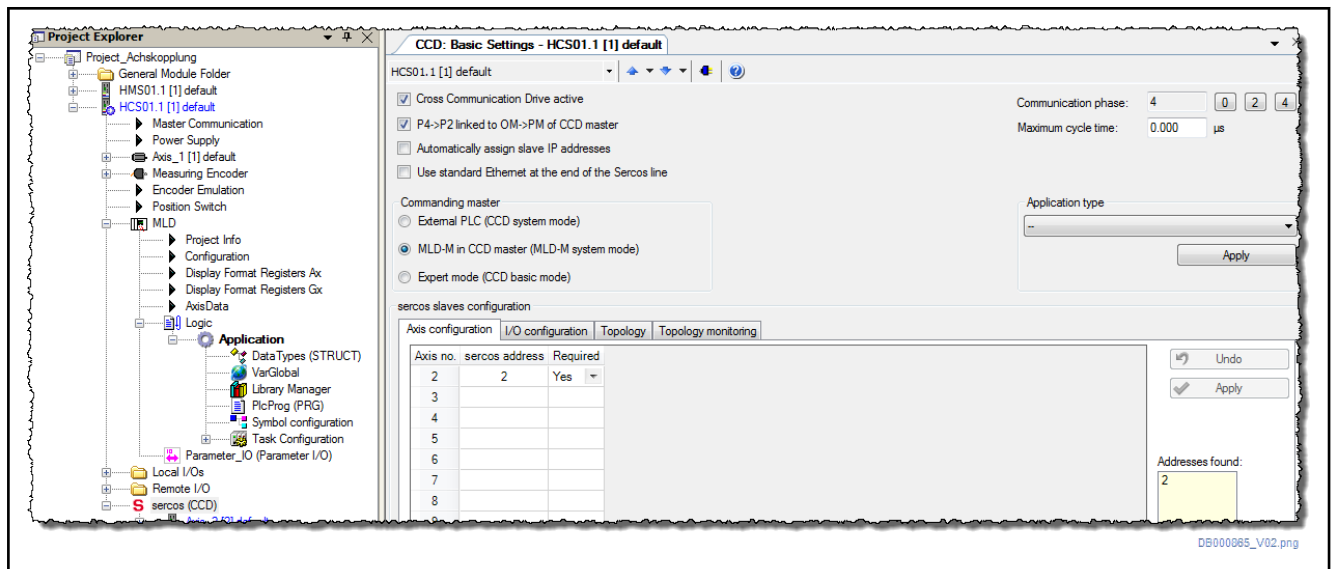 Project Explorer
Project_Achskopplung
General Module Folder
HMS01.1 [1] default
HCS01.1 [1] default
Master Communication
Power Supply
Axis_1 [1] default
Measuring Encoder
Encoder Emulation
Position Switch
MLD
Project Info
Configuration
Display Format Registers Ax
Display Format Registers Gx
AxisData
Logic
Application
DataTypes (STRUCT)
VarGlobal
Library Manager
PlcProg (PRG)
Symbol configuration
Task Configuration
Parameter_IO (Parameter I/O)
Local I/Os
Remote I/O
sercos (CCD)
Axis_2 [2] default
CCD: Basic Settings - HCS01.1 [1] default
HCS01.1 [1] default
Cross Communication Drive active
P4->P2 linked to OM->PM of CCD master
Automatically assign slave IP addresses
Use standard Ethernet at the end of the Sercos line
Communication phase: 4 0 2 4
Maximum cycle time: 0.000 µs
Commanding master
External PLC (CCD system mode)
MLD-M in CCD master (MLD-M system mode)
Expert mode (CCD basic mode)
Application type
--
Apply
sercos slaves configuration
Axis configuration I/O configuration Topology Topology monitoring
Axis no. sercos address Required
2 2 Yes
3
4
5
6
7
8
9
Undo
Apply
Addresses found:
2
DB000865_V02.png